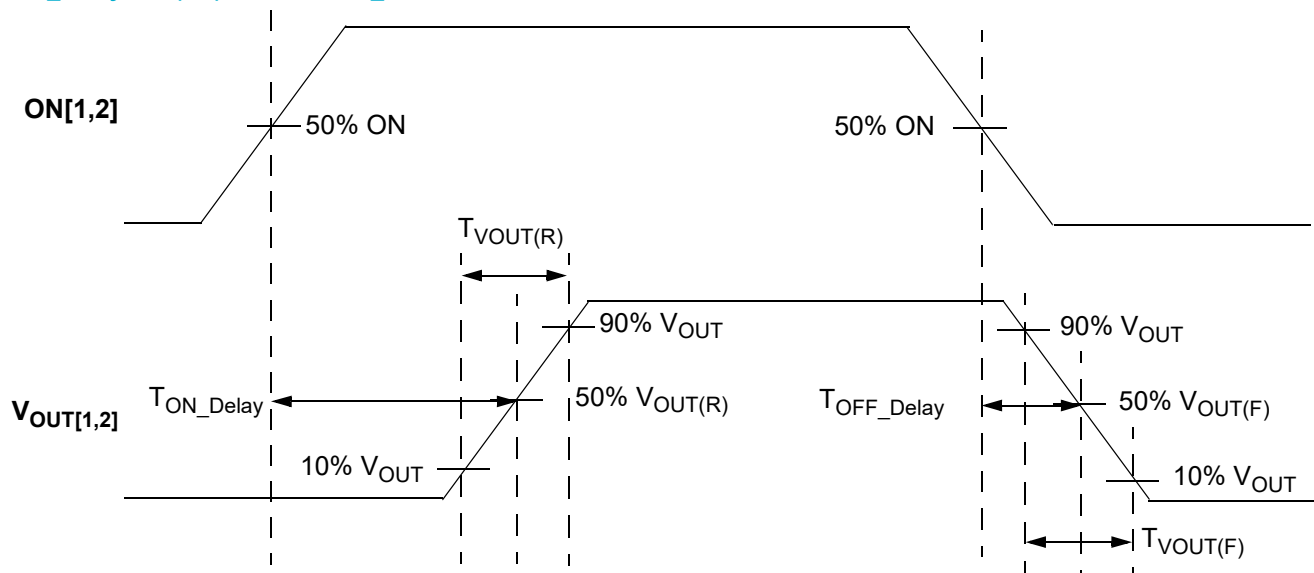 ON[1,2]
50% ON
50% ON
TVOUT(R)
90% VOUT
90% VOUT
VOUT[1,2]
TON_Delay
50% VOUT(R)
TOFF_Delay
50% VOUT(F)
10% VOUT
10% VOUT
TVOUT(F)